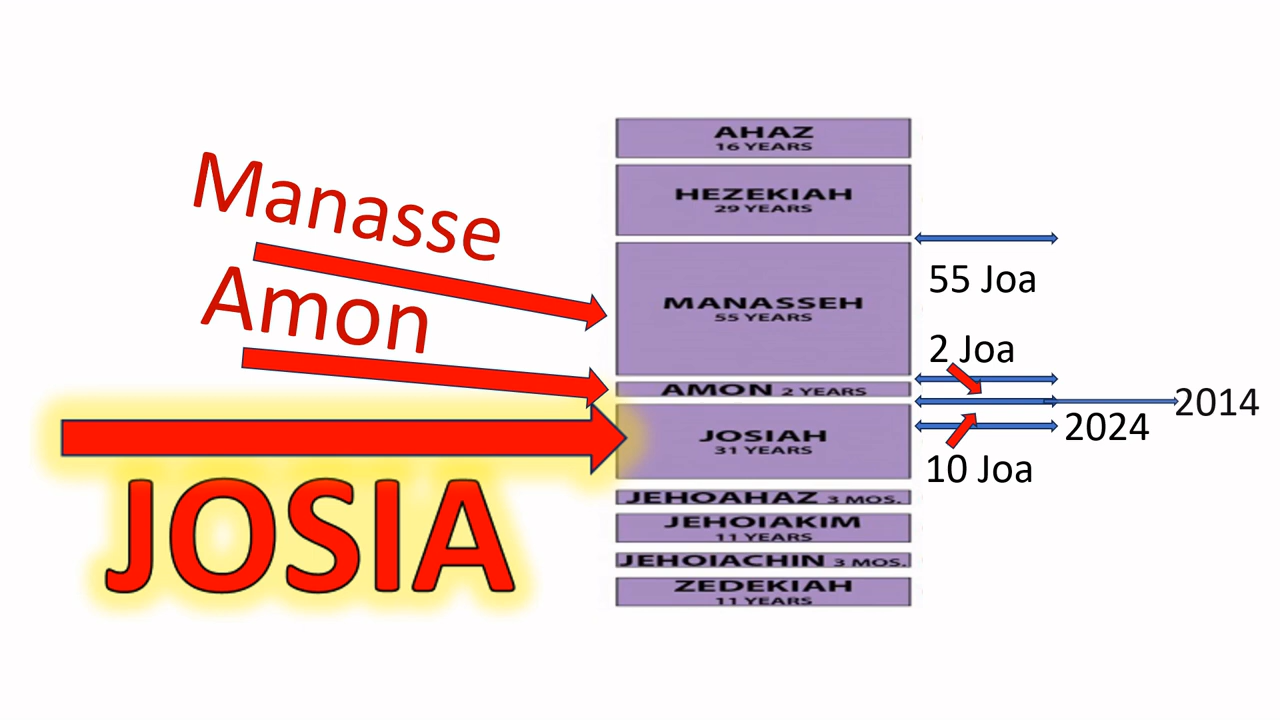 Manasse
Amon
JOSIA
AHAZ
16 YEARS
HEZEKIAH
29 YEARS
MANASSEH
55 YEARS
AMON 2 YEARS
JOSIAH
31 YEARS
JEHOAHAZ 3 MOS.
JEHOIAKIM
11 YEARS
JEHOIACHIN 3 MOS.
ZEDEKIAH
11 YEARS
55 Joa
2 Joa
2014
2024
10 Joa